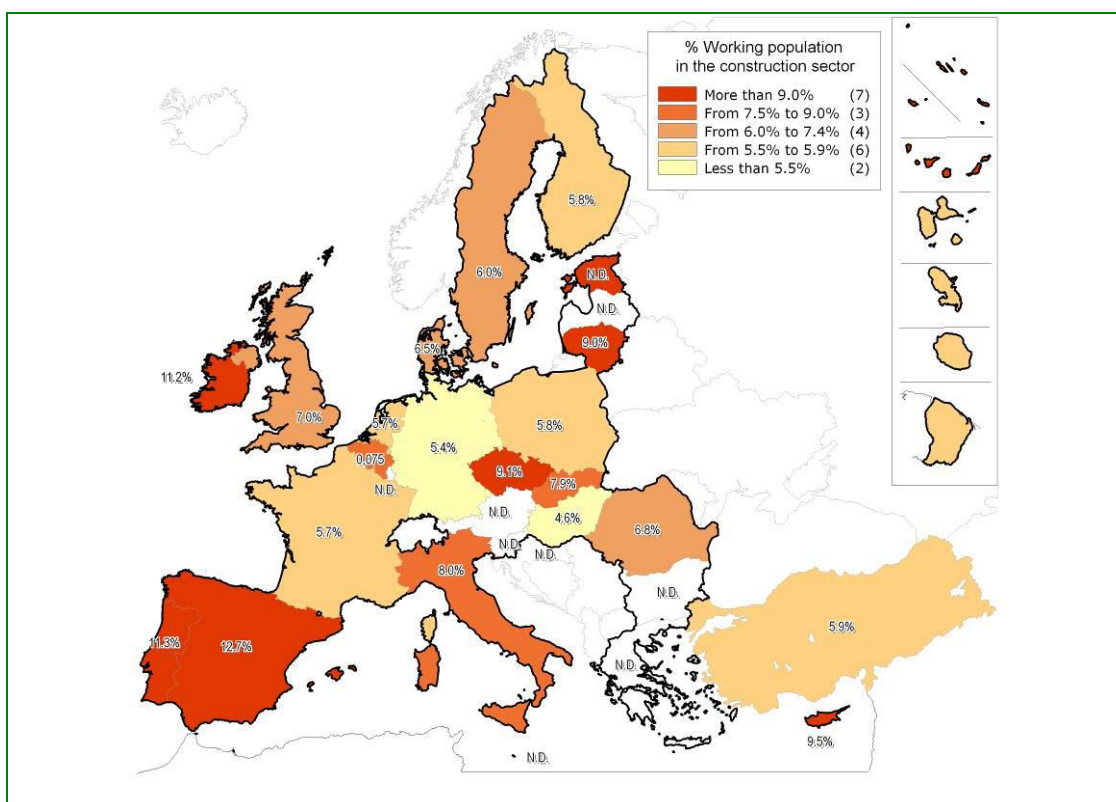 % Working population
in the construction sector
More than 9.0% (7)
From 7.5% to 9.0% (3)
From 6.0% to 7.4% (4)
From 5.5% to 5.9% (6)
Less than 5.5% (2)
5.8%
6.0%
N.D.
N.D.
9.0%
6.5%
11.2%
7.0%
5.7%
5.8%
5.4%
0,075
9.1%
7.9%
N.D.
N.D.
4.6%
6.8%
5.7%
N.D.
N.D.
8.0%
N.D.
5.9%
11.3%
12.7%
N.D.
9.5%
N.D.